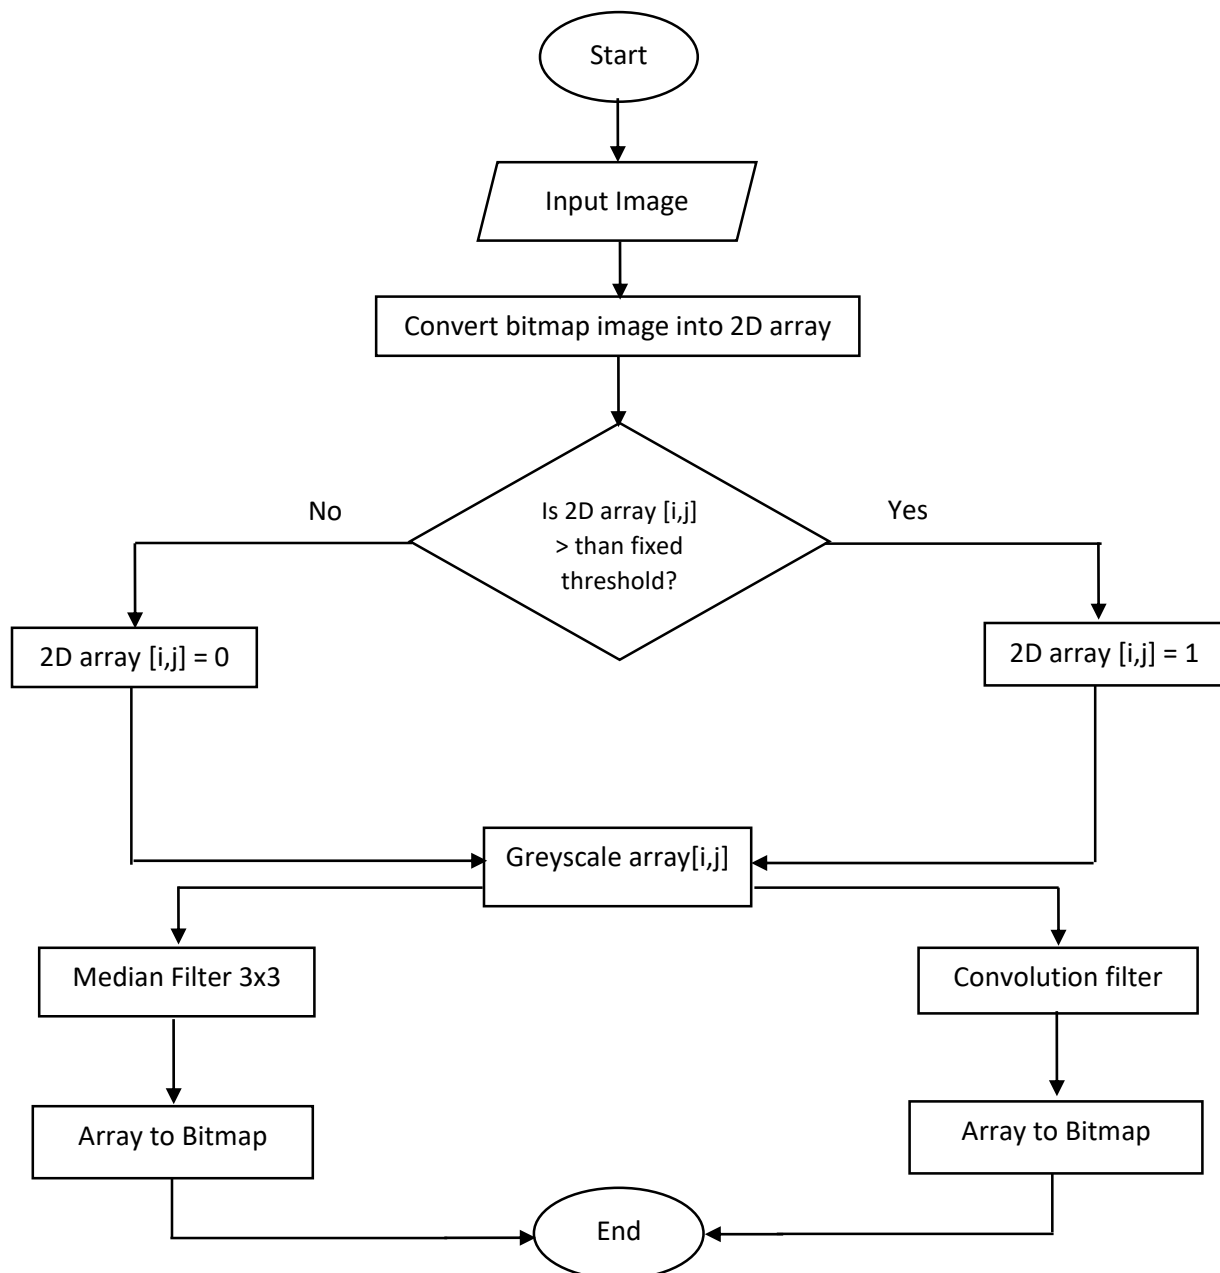 Start
Input Image
Convert bitmap image into 2D array
No
Is 2D array [i,j]
> than fixed
threshold?
Yes
2D array [i,j] = 0
2D array [i,j] = 1
Greyscale array[i,j]
Median Filter 3x3
Convolution filter
Array to Bitmap
Array to Bitmap
End